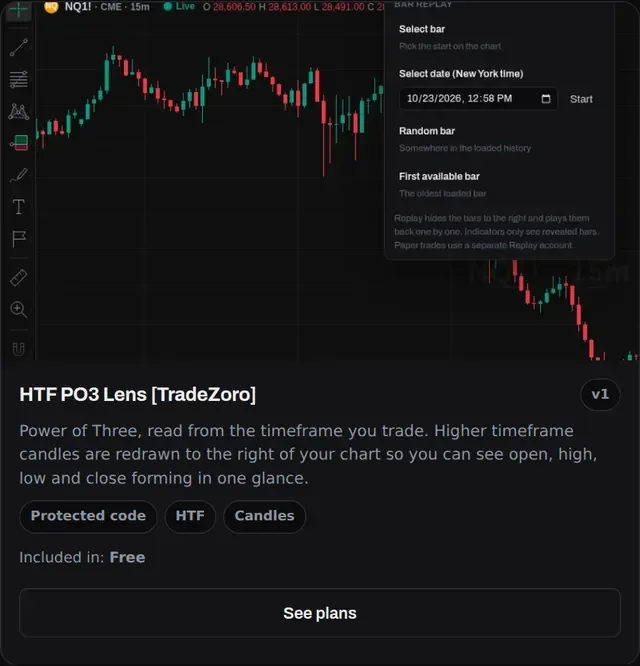 NQ1! · CME · 15m Live O 28,606.50 H 28,613.00 L 28,491.00 C
BAR REPLAY
Select bar
Pick the start on the chart
Select date (New York time)
10/23/2026, 12:58 PM Start
Random bar
Somewhere in the loaded history
First available bar
The oldest loaded bar
Replay hides the bars to the right and plays them
back one by one. Indicators only see revealed bars.
Paper trades use a separate Replay account.
NQ1! 15m
HTF PO3 Lens [TradeZoro] v1
Power of Three, read from the timeframe you trade. Higher timeframe
candles are redrawn to the right of your chart so you can see open, high,
low and close forming in one glance.
Protected code HTF Candles
Included in: Free
See plans